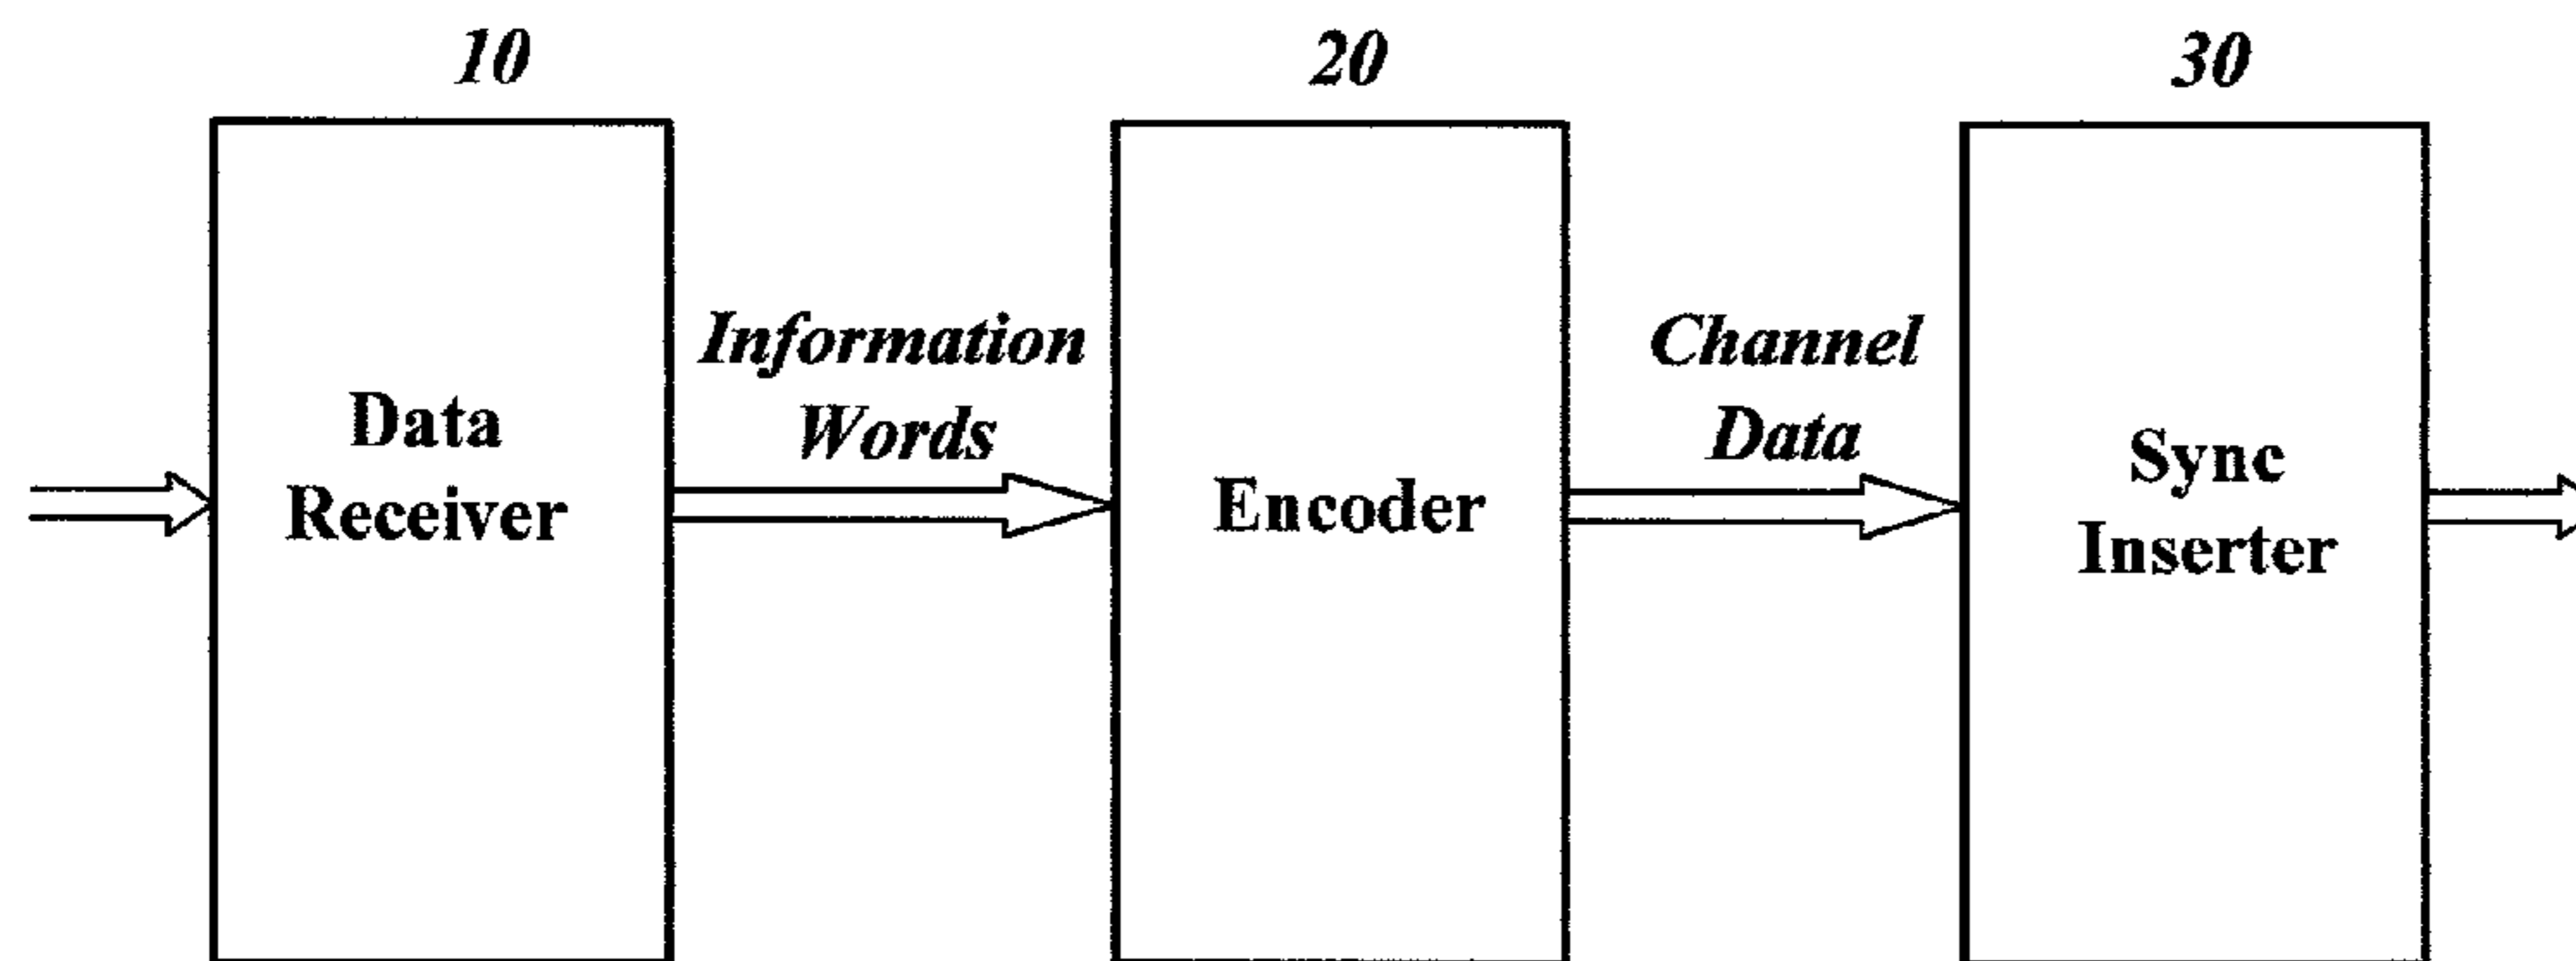 10
20
30
Data
Receiver
Information
Words
Encoder
Channel
Data
Sync
Inserter